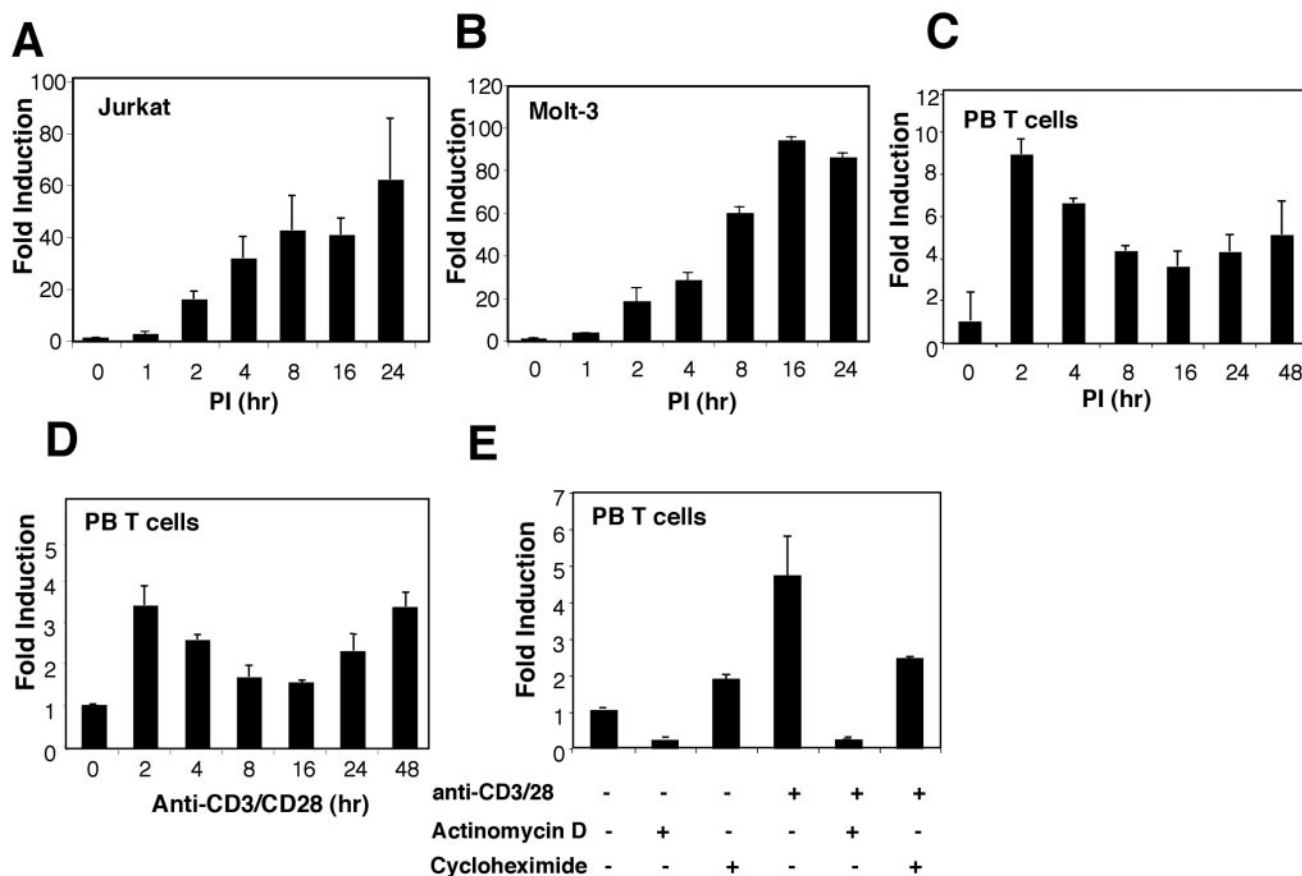 A
Fold Induction
100
80
60
40
20
0
Jurkat
0 1 2 4 8 16 24
PI (hr)
B
Fold Induction
120
100
80
60
40
20
0
Molt-3
0 1 2 4 8 16 24
PI (hr)
C
Fold Induction
12
10
8
6
4
2
0
PB T cells
0 2 4 8 16 24 48
PI (hr)
D
Fold Induction
5
4
3
2
1
0
PB T cells
0 2 4 8 16 24 48
Anti-CD3/CD28 (hr)
E
Fold Induction
7
6
5
4
3
2
1
0
PB T cells
anti-CD3/28 - - - + + +
Actinomycin D - + - - + -
Cycloheximide - - + - - +